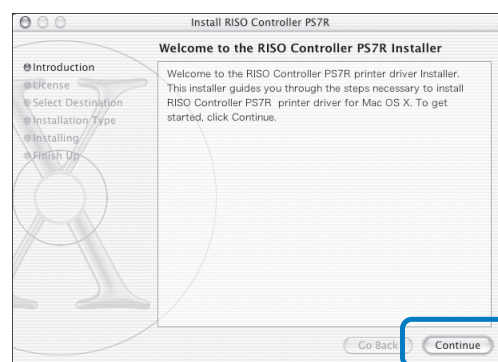 Install RISO Controller PS7R
Welcome to the RISO Controller PS7R Installer
Introduction
License
Select Destination
Installation Type
Installing
Finish Up
Welcome to the RISO Controller PS7R printer driver Installer.
This installer guides you through the steps necessary to install
RISO Controller PS7R  printer driver for Mac OS X. To get
started, click Continue.
Go Back
Continue